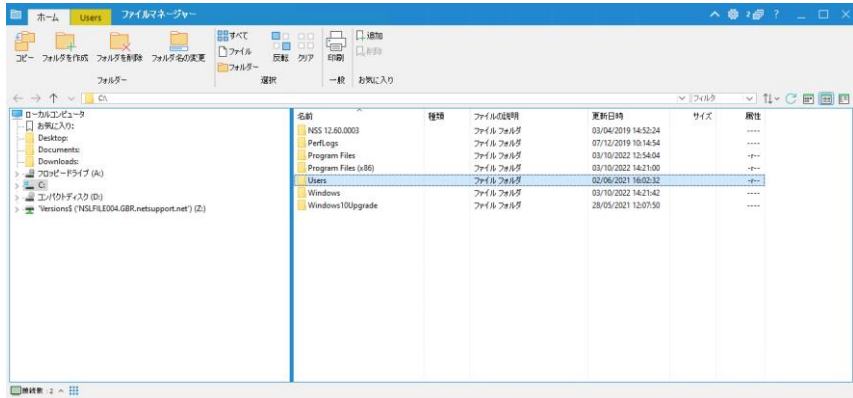 ホーム Users ファイルマネージャー 2 ?
コピー フォルダを作成 フォルダを削除 フォルダ名の変更
フォルダー
すべて
ファイル
フォルダー
反転 クリア
選択
印刷
一般
追加
削除
お気に入り
C:\ フィルタ
ローカルコンピュータ
お気に入り:
Desktop:
Documents:
Downloads:
フロッピードライブ (A:)
C:
コンパクトディスク (D:)
'Versions$ ('NSLFILE004.GBR.netsupport.net') (Z:)
名前 種類 ファイルの説明 更新日時 サイズ 属性
NSS 12.60.0003 ファイル フォルダ 03/04/2019 14:52:24 ----
PerfLogs ファイル フォルダ 07/12/2019 10:14:54 ----
Program Files ファイル フォルダ 03/10/2022 12:54:04 -r--
Program Files (x86) ファイル フォルダ 03/10/2022 14:21:00 -r--
Users ファイル フォルダ 02/06/2021 16:02:32 -r--
Windows ファイル フォルダ 03/10/2022 14:21:42 ----
Windows10Upgrade ファイル フォルダ 28/05/2021 12:07:50 ----
接続数 : 2